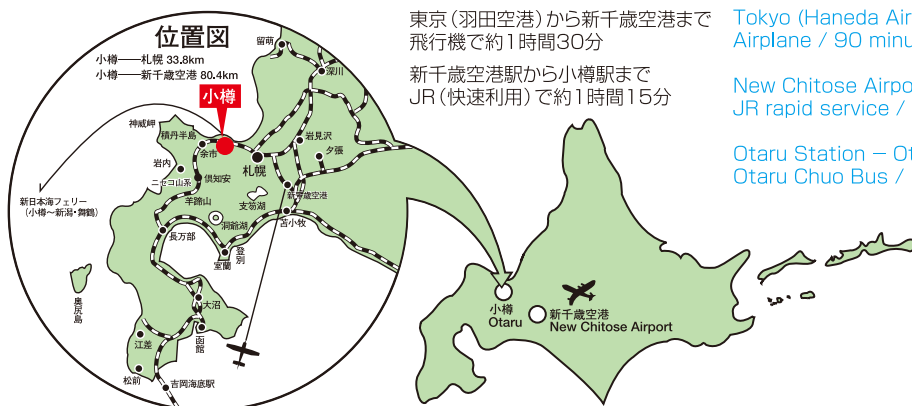 位置図
小樽――札幌 33.8km
小樽――新千歳空港 80.4km
小樽
留萌
深川
神威岬
積丹半島
余市
岩見沢
夕張
岩内
札幌
ニセコ山系
倶知安
新千歳空港
新日本海フェリー
(小樽〜新潟・舞鶴)
羊蹄山
支笏湖
洞爺湖
苫小牧
長万部
登別
室蘭
奥尻島
大沼
函館
江差
松前
吉岡海底駅
東京(羽田空港)から新千歳空港まで
飛行機で約1時間30分
新千歳空港駅から小樽駅まで
JR(快速利用)で約1時間15分
Tokyo (Haneda Air
Airplane / 90 minu
New Chitose Airpo
JR rapid service /
Otaru Station – Ot
Otaru Chuo Bus /
小樽
Otaru
新千歳空港
New Chitose Airport